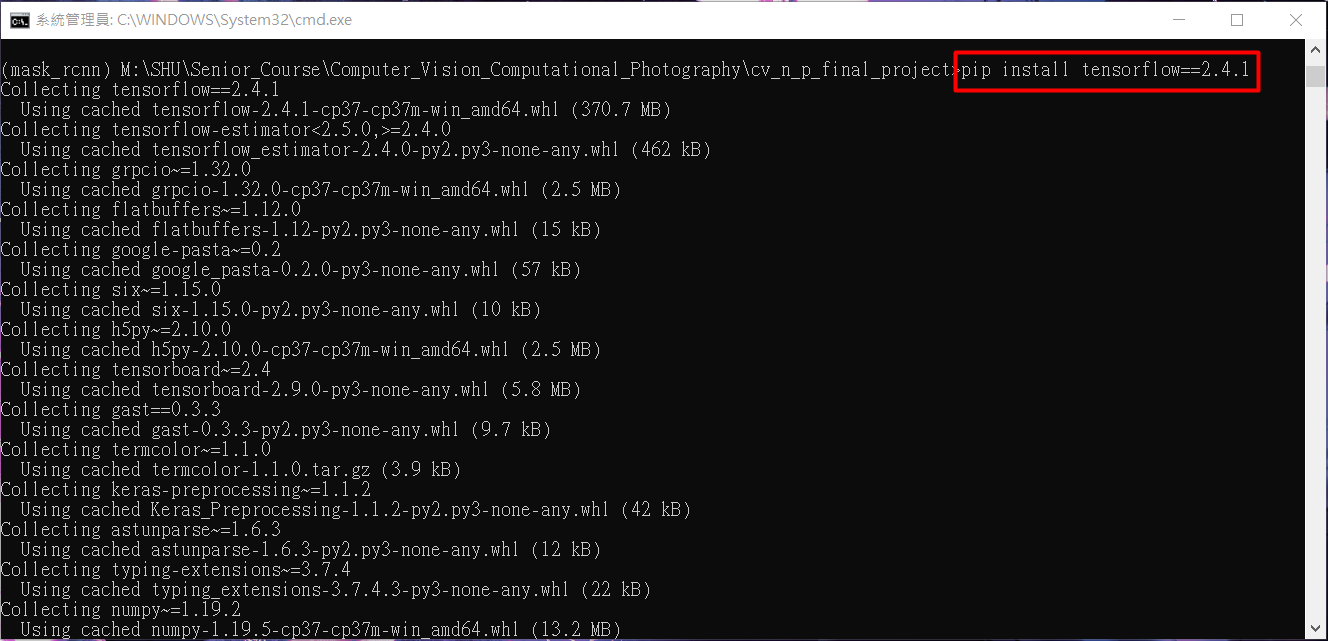 系統管理員: C:\WINDOWS\System32\cmd.exe
(mask_rcnn) M:\SHU\Senior_Course\Computer_Vision_Computational_Photography\cv_n_p_final_project>pip install tensorflow==2.4.1
Collecting tensorflow==2.4.1
  Using cached tensorflow-2.4.1-cp37-cp37m-win_amd64.whl (370.7 MB)
Collecting tensorflow-estimator<2.5.0,>=2.4.0
  Using cached tensorflow_estimator-2.4.0-py2.py3-none-any.whl (462 kB)
Collecting grpcio~=1.32.0
  Using cached grpcio-1.32.0-cp37-cp37m-win_amd64.whl (2.5 MB)
Collecting flatbuffers~=1.12.0
  Using cached flatbuffers-1.12-py2.py3-none-any.whl (15 kB)
Collecting google-pasta~=0.2
  Using cached google_pasta-0.2.0-py3-none-any.whl (57 kB)
Collecting six~=1.15.0
  Using cached six-1.15.0-py2.py3-none-any.whl (10 kB)
Collecting h5py~=2.10.0
  Using cached h5py-2.10.0-cp37-cp37m-win_amd64.whl (2.5 MB)
Collecting tensorboard~=2.4
  Using cached tensorboard-2.9.0-py3-none-any.whl (5.8 MB)
Collecting gast==0.3.3
  Using cached gast-0.3.3-py2.py3-none-any.whl (9.7 kB)
Collecting termcolor~=1.1.0
  Using cached termcolor-1.1.0.tar.gz (3.9 kB)
Collecting keras-preprocessing~=1.1.2
  Using cached Keras_Preprocessing-1.1.2-py2.py3-none-any.whl (42 kB)
Collecting astunparse~=1.6.3
  Using cached astunparse-1.6.3-py2.py3-none-any.whl (12 kB)
Collecting typing-extensions~=3.7.4
  Using cached typing_extensions-3.7.4.3-py3-none-any.whl (22 kB)
Collecting numpy~=1.19.2
  Using cached numpy-1.19.5-cp37-cp37m-win_amd64.whl (13.2 MB)